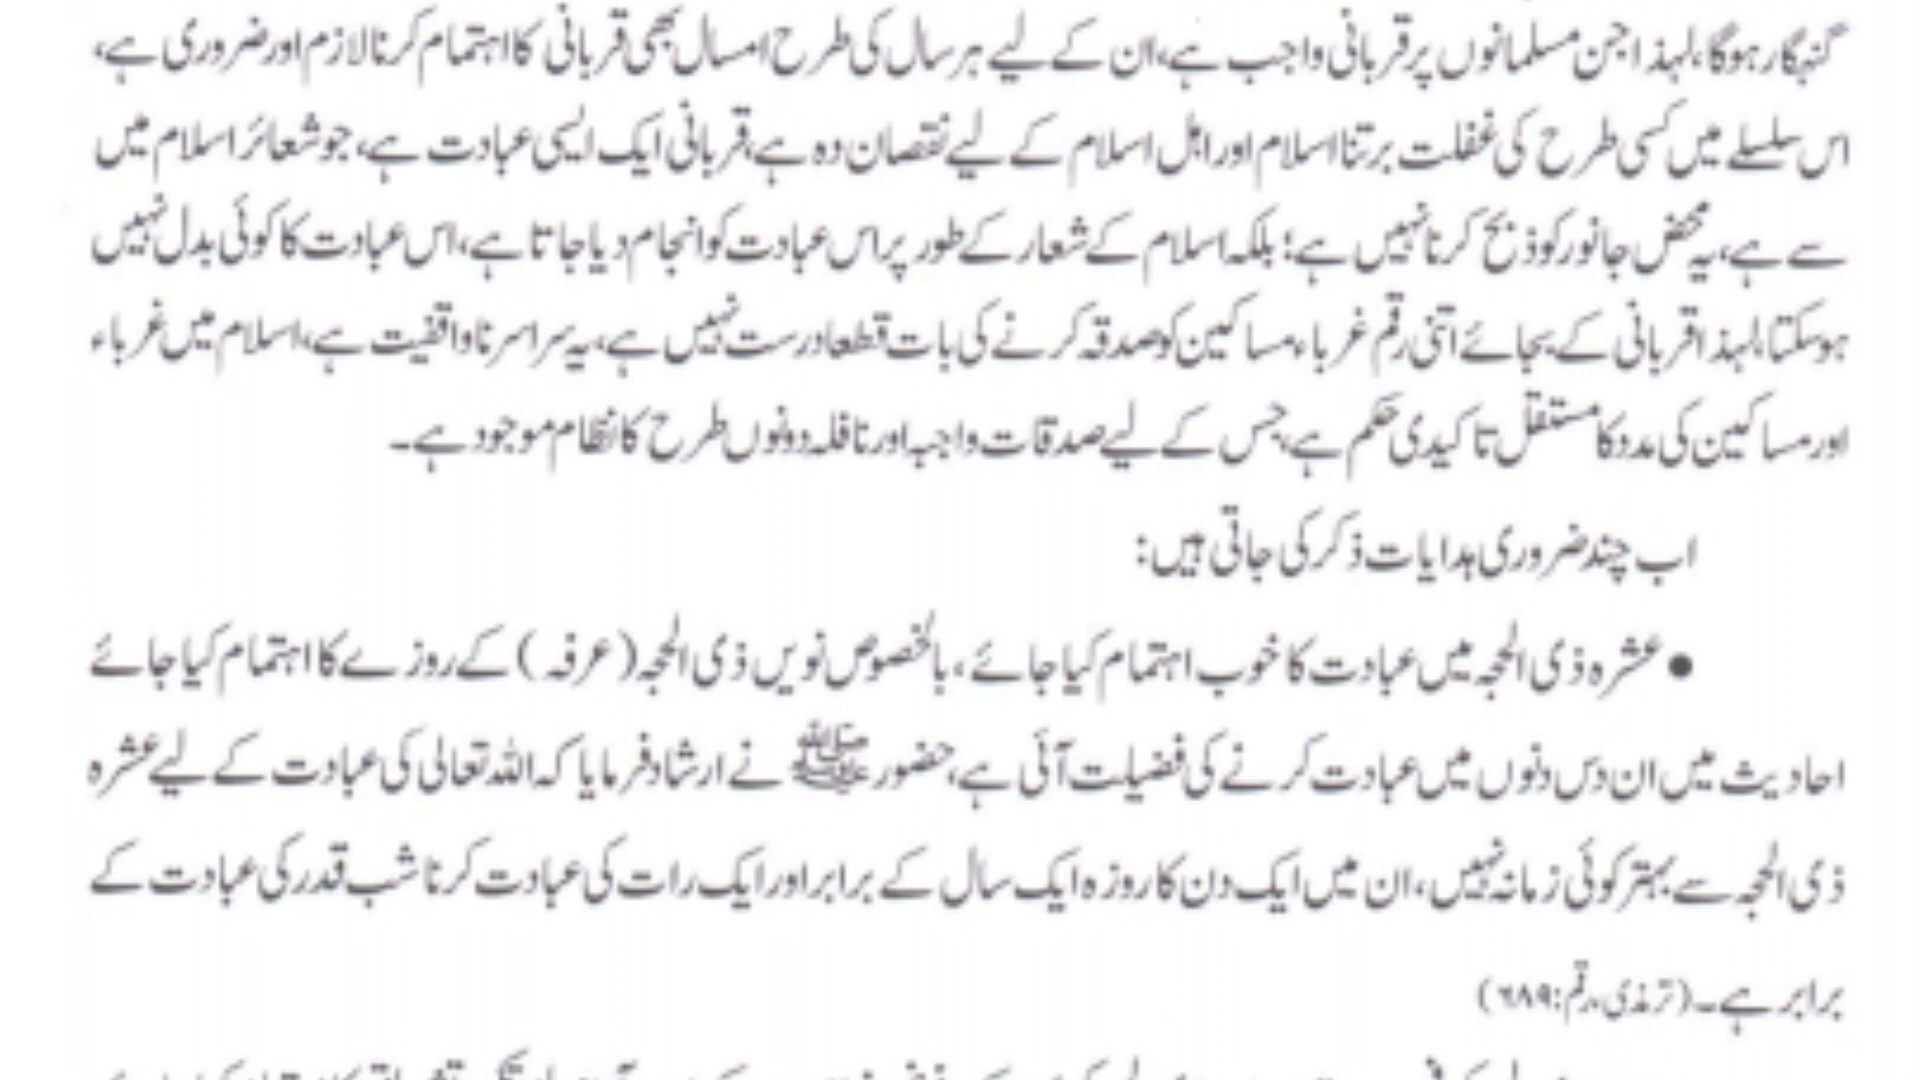 گنہگار ہوگا، لہذا جن مسلمانوں پر قربانی واجب ہے، ان کے لیے ہر سال کی طرح امسال بھی قربانی کا اہتمام کرنا لازم اور ضروری ہے،
اس سلسلے میں کسی طرح کی غفلت برتنا اسلام اور اہل اسلام کے لیے نقصان دہ ہے، قربانی ایک ایسی عبادت ہے، جو شعائر اسلام میں
سے ہے، یہ محض جانور کو ذبح کرنا نہیں ہے؛ بلکہ اسلام کے شعار کے طور پر اس عبادت کو انجام دیا جاتا ہے، اس عبادت کا کوئی بدل نہیں
ہوسکتا، لہذا قربانی کے بجائے اتنی رقم غرباء، مساکین کو صدقہ کرنے کی بات قطعا درست نہیں ہے، یہ سراسر ناواقفیت ہے، اسلام میں غرباء
اور مساکین کی مدد کا مستقل تاکیدی حکم ہے، جس کے لیے صدقات واجبہ اور نافلہ دونوں طرح کا نظام موجود ہے۔
اب چند ضروری ہدایات ذکر کی جاتی ہیں:
● عشرہ ذی الحجہ میں عبادت کا خوب اہتمام کیا جائے، بالخصوص نویں ذی الحجہ (عرفہ) کے روزے کا اہتمام کیا جائے
احادیث میں ان دس دنوں میں عبادت کرنے کی فضیلت آئی ہے، حضور ﷺ نے ارشاد فرمایا کہ اللہ تعالی کی عبادت کے لیے عشرہ
ذی الحجہ سے بہتر کوئی زمانہ نہیں، ان میں ایک دن کا روزہ ایک سال کے برابر اور ایک رات کی عبادت کرنا شب قدر کی عبادت کے
برابر ہے۔ (ترمذی، رقم: ٦٨٩)